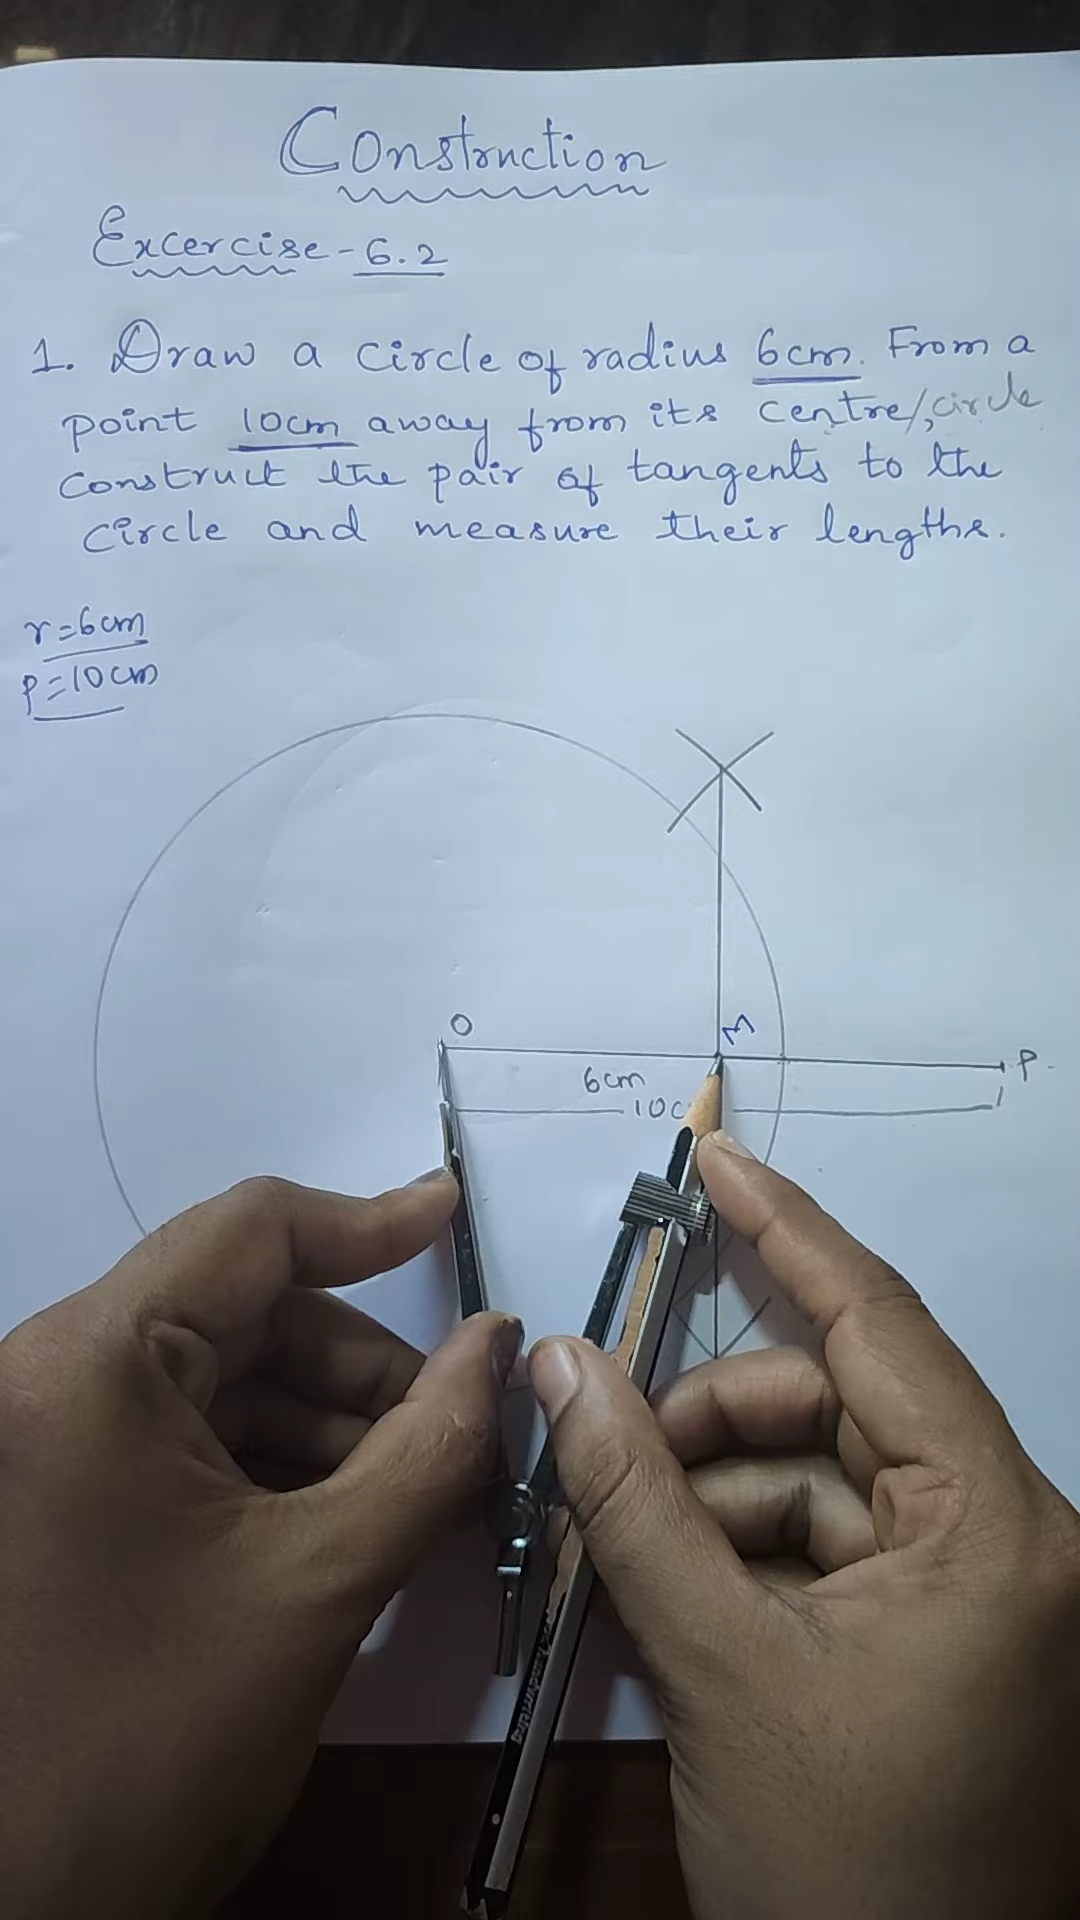 Construction
Excercise-6.2
1. Draw a circle of radius 6cm. From a
point 10cm away from its centre/circle
construct the pair of tangents to the
circle and measure their lengths.
r=6cm
P=10cm
O
M
P
6cm